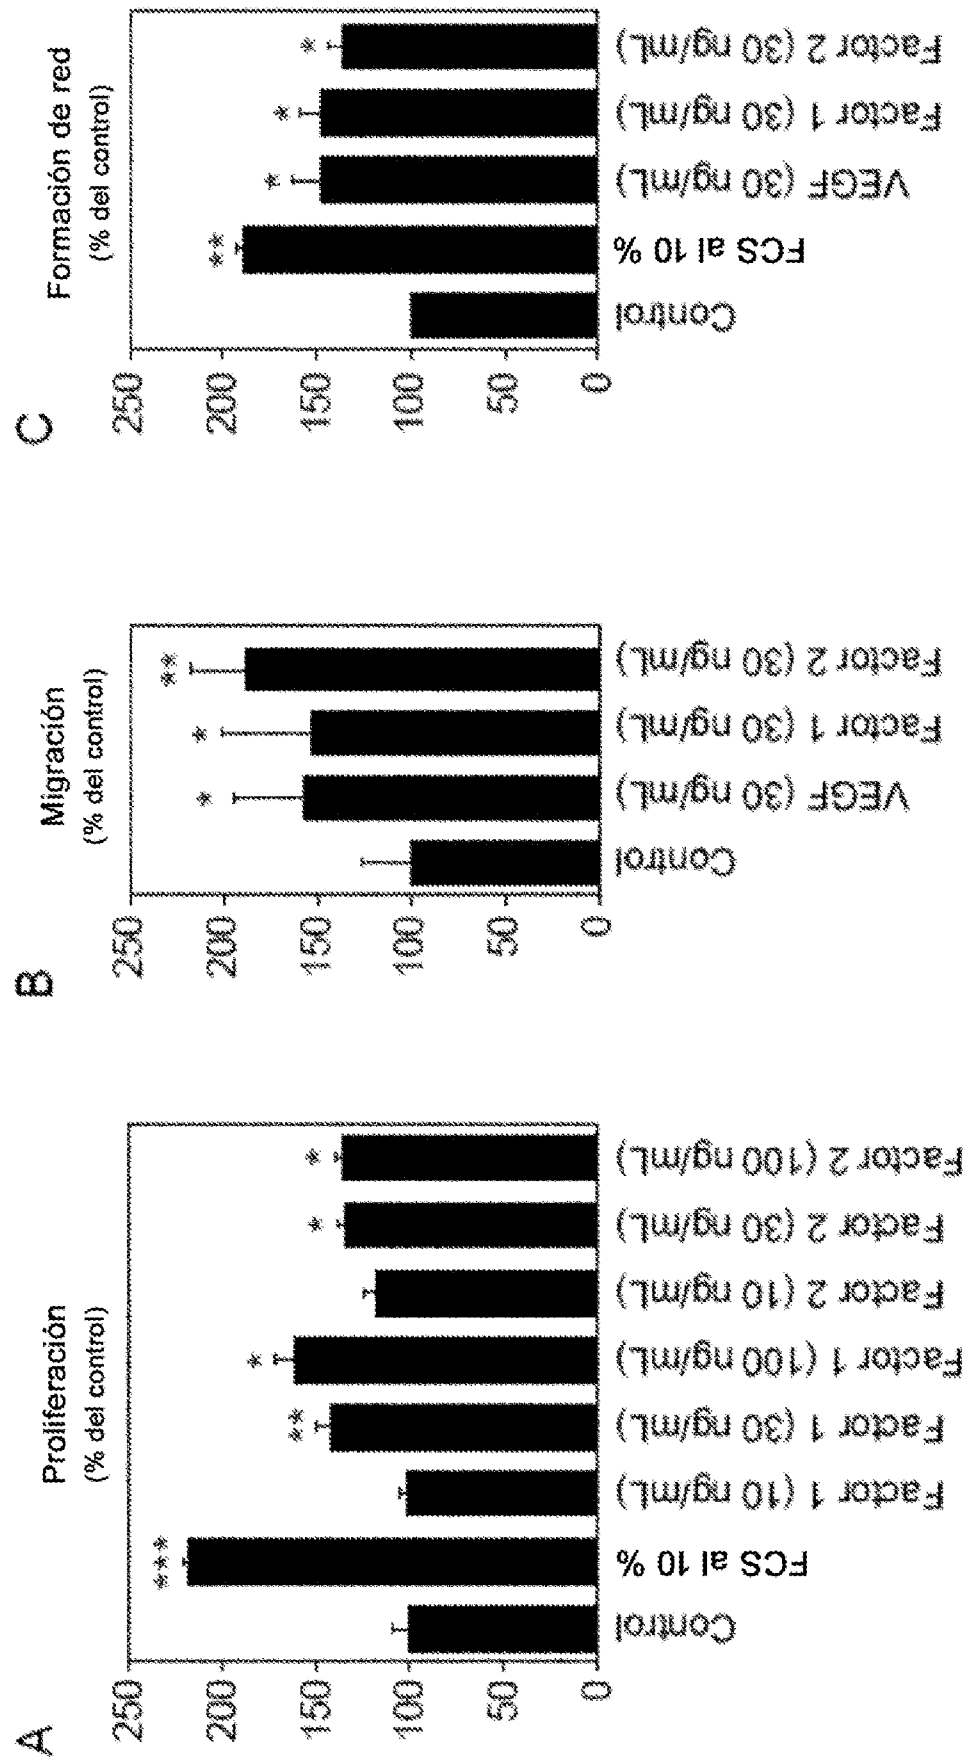 A
Proliferación
(% del control)
250
200
150
100
50
0
Control
FCS al 10 %
Factor 1 (10 ng/mL)
Factor 1 (30 ng/mL)
Factor 1 (100 ng/mL)
Factor 2 (10 ng/mL)
Factor 2 (30 ng/mL)
Factor 2 (100 ng/mL)
***
**
*
*
*
B
Migración
(% del control)
250
200
150
100
50
0
Control
VEGF (30 ng/mL)
Factor 1 (30 ng/mL)
Factor 2 (30 ng/mL)
*
*
**
C
Formación de red
(% del control)
250
200
150
100
50
0
Control
FCS al 10 %
VEGF (30 ng/mL)
Factor 1 (30 ng/mL)
Factor 2 (30 ng/mL)
**
*
*
*